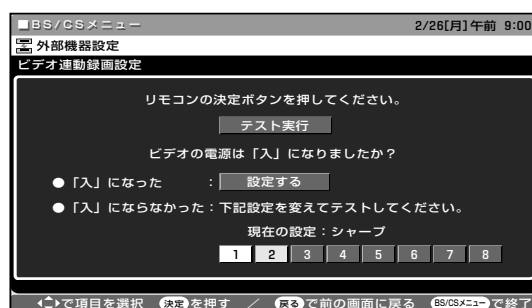 ■BS/CSメニュー 2/26[月]午前 9:00
外部機器設定
ビデオ連動録画設定
リモコンの決定ボタンを押してください。
テスト実行
ビデオの電源は「入」になりましたか？
●「入」になった ： 設定する
●「入」にならなかった：下記設定を変えてテストしてください。
現在の設定：シャープ
1 2 3 4 5 6 7 8
で項目を選択 決定を押す ／ 戻るで前の画面に戻る BS/CSメニューで終了